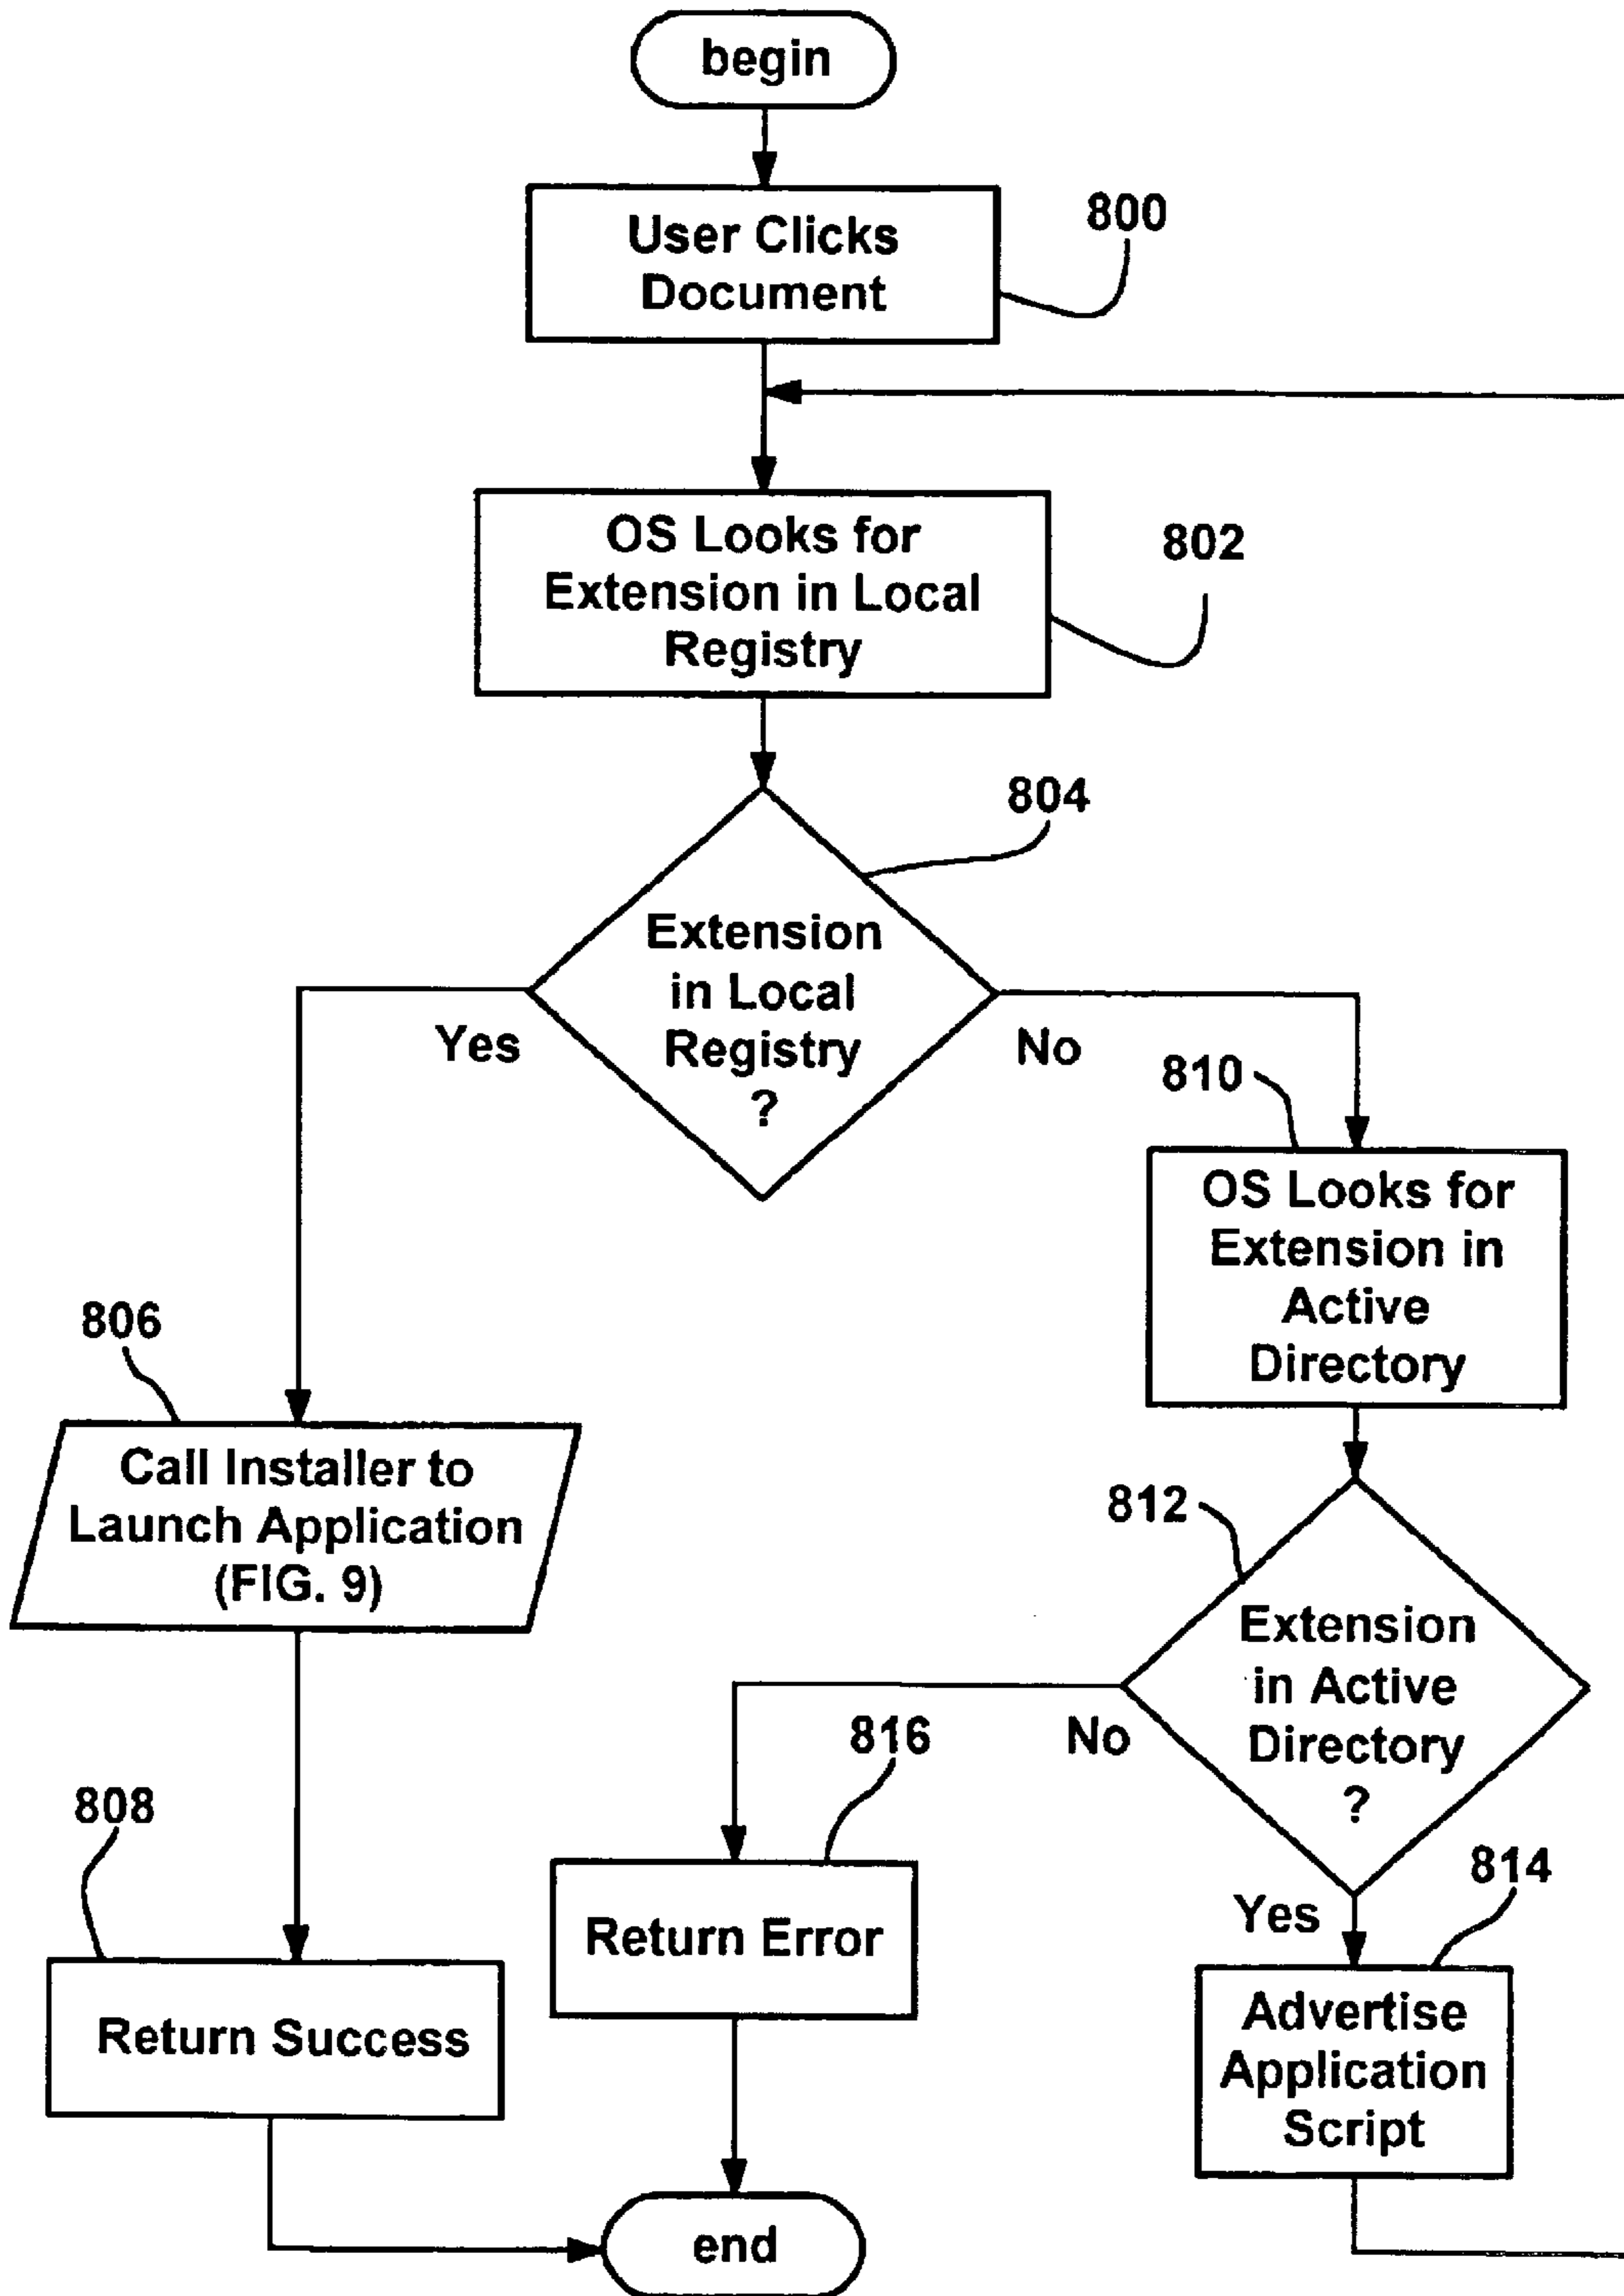 begin
User Clicks
Document
800
OS Looks for
Extension in Local
Registry
802
804
Extension
in Local
Registry
?
Yes
No
810
OS Looks for
Extension in
Active
Directory
806
Call Installer to
Launch Application
(FIG. 9)
812
Extension
in Active
Directory
?
No
816
808
Return Error
Yes
814
Return Success
Advertise
Application
Script
end